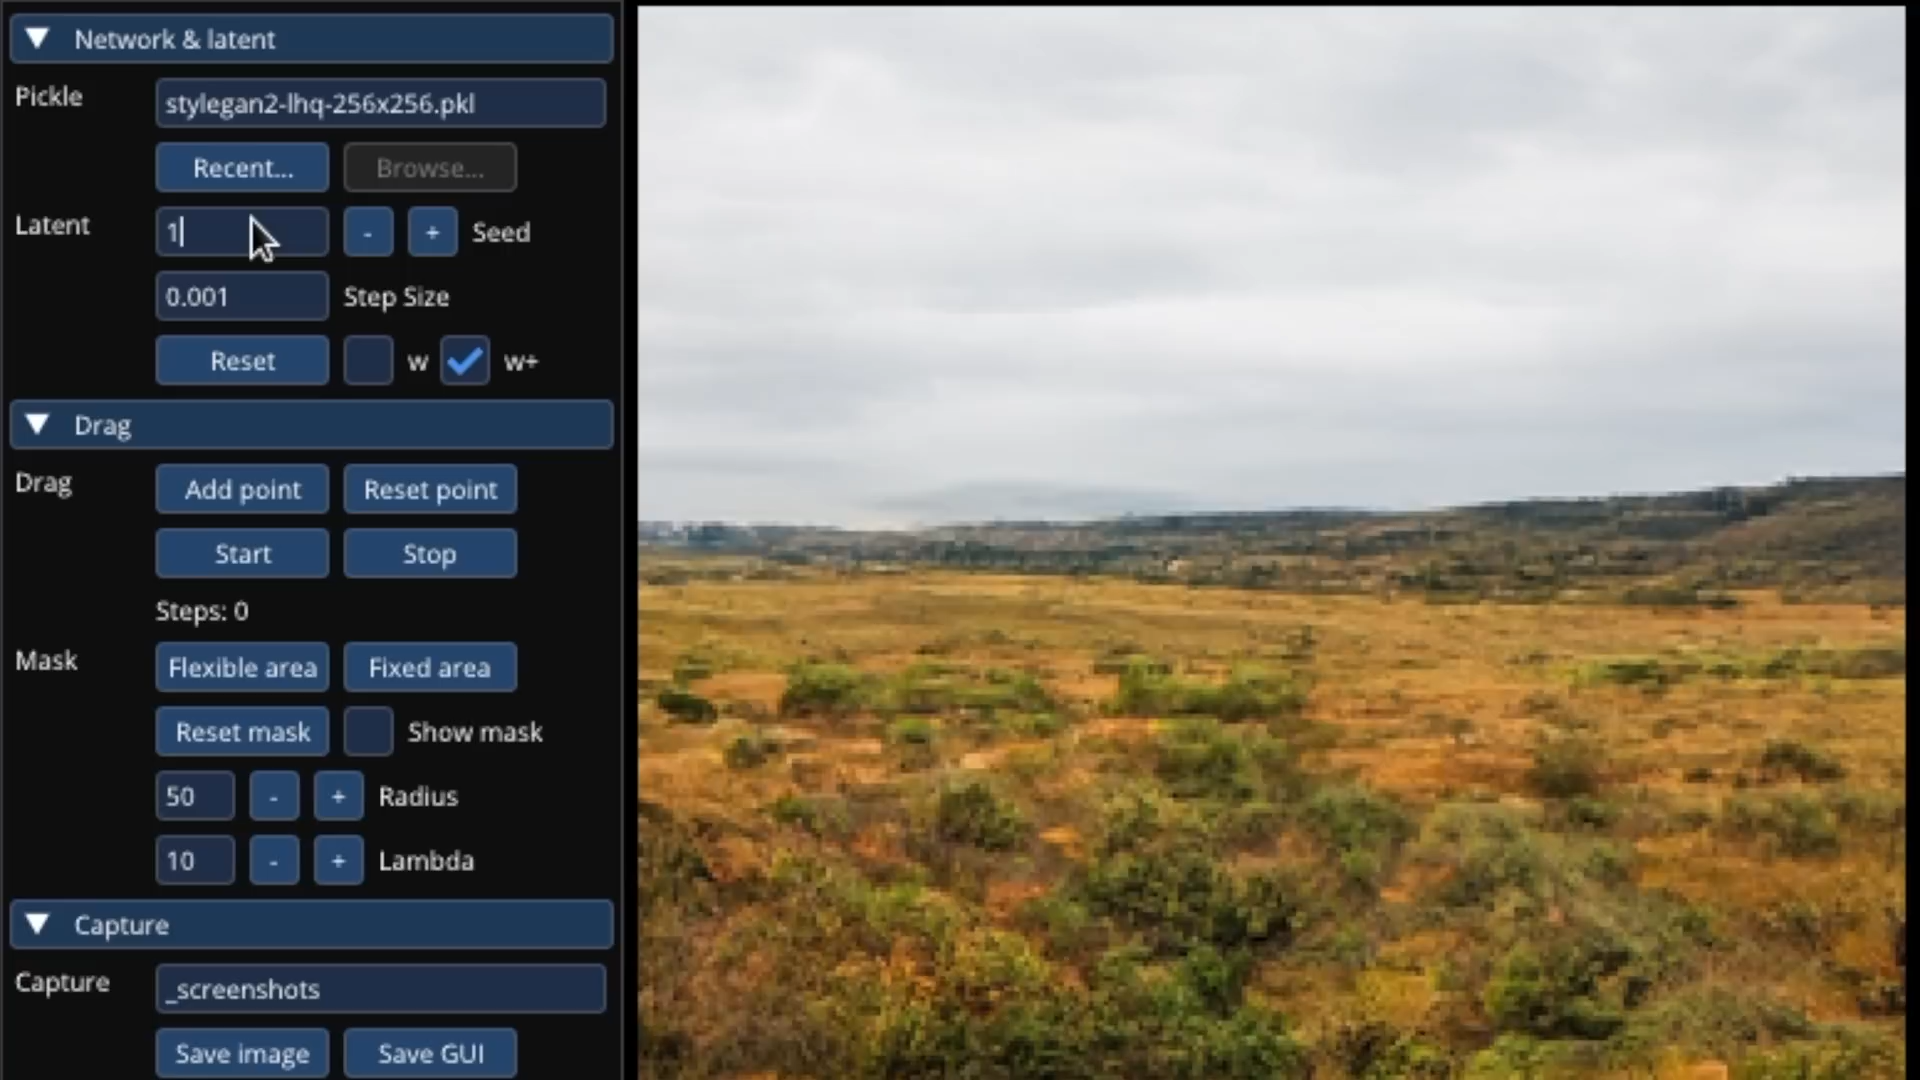 Network & latent
Pickle stylegan2-lhq-256x256.pkl
Recent... Browse...
Latent 1 - + Seed
0.001 Step Size
Reset w w+
Drag
Drag Add point Reset point
Start Stop
Steps: 0
Mask Flexible area Fixed area
Reset mask Show mask
50 - + Radius
10 - + Lambda
Capture
Capture _screenshots
Save image Save GUI